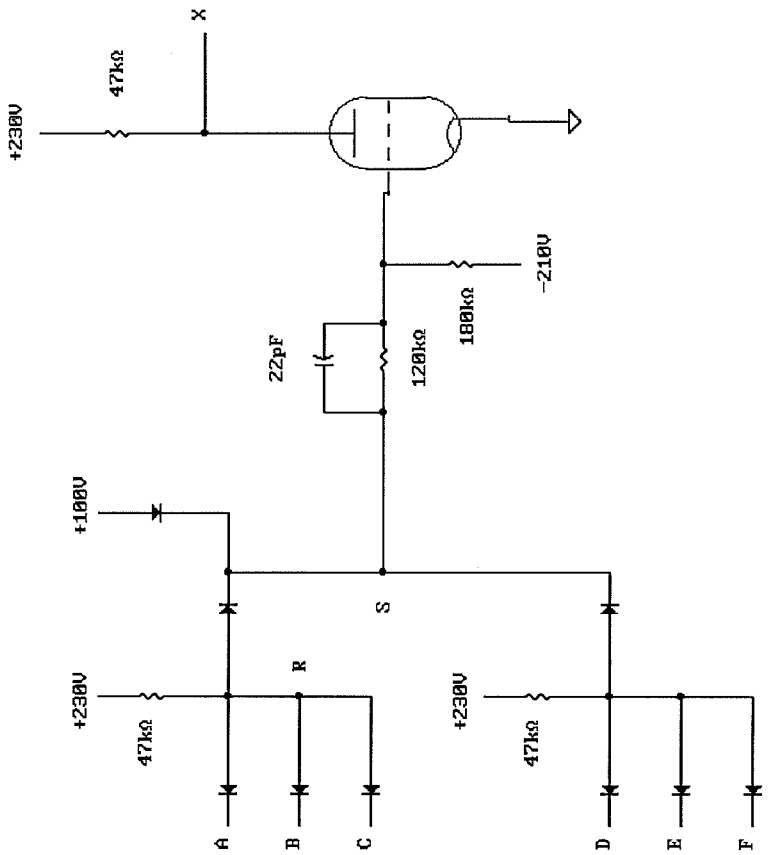 X
47kΩ
+230V
22pF
120kΩ
180kΩ
-210V
+100V
S
+230V
47kΩ
R
+230V
47kΩ
A
B
C
D
E
F